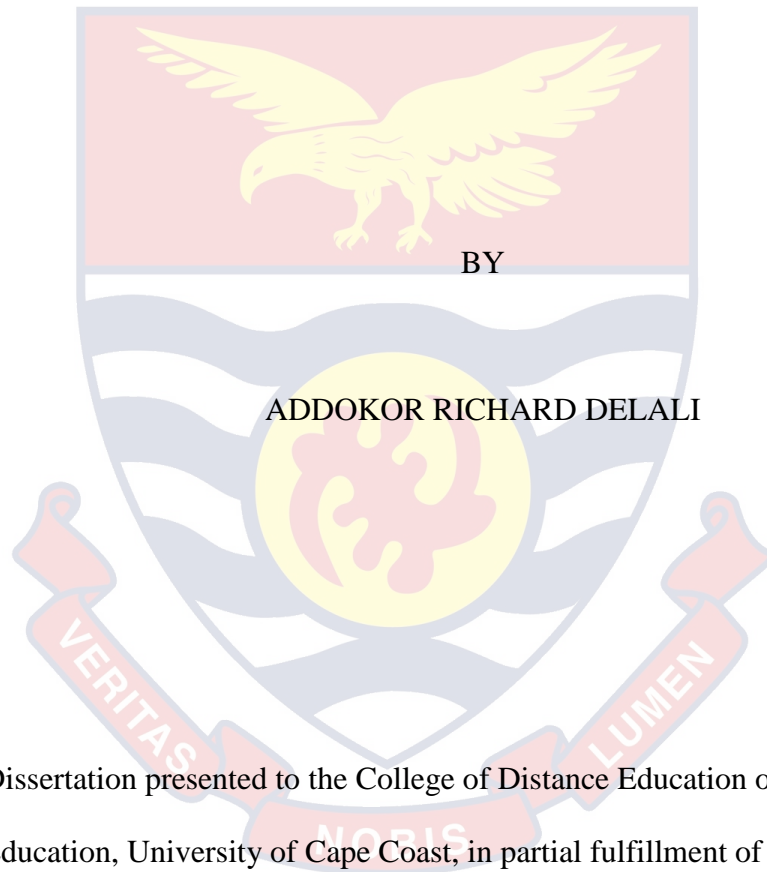 BY
ADDOKOR RICHARD DELALI
VERITAS
LUMEN
Dissertation presented to the College of Distance Education
Education, University of Cape Coast, in partial fulfillment of
NOBIS